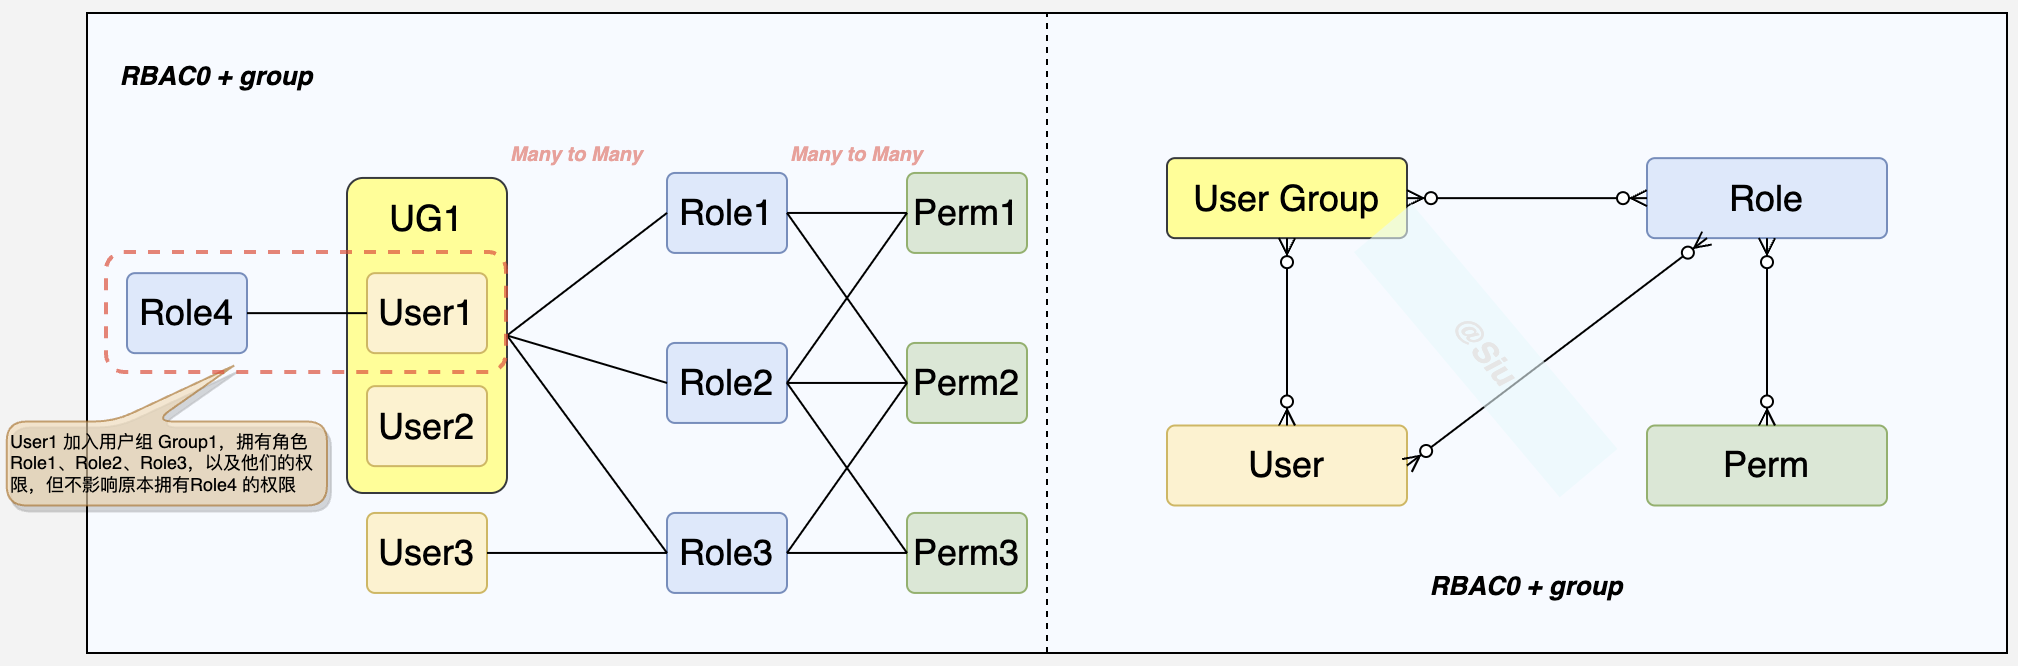 RBAC0 + group
Many to Many
Many to Many
UG1
Role1
Perm1
Role4
User1
Role2
Perm2
User2
User1 加入用户组 Group1，拥有角色
Role1、Role2、Role3，以及他们的权
限，但不影响原本拥有Role4 的权限
User3
Role3
Perm3
User Group
Role
@Siu
User
Perm
RBAC0 + group